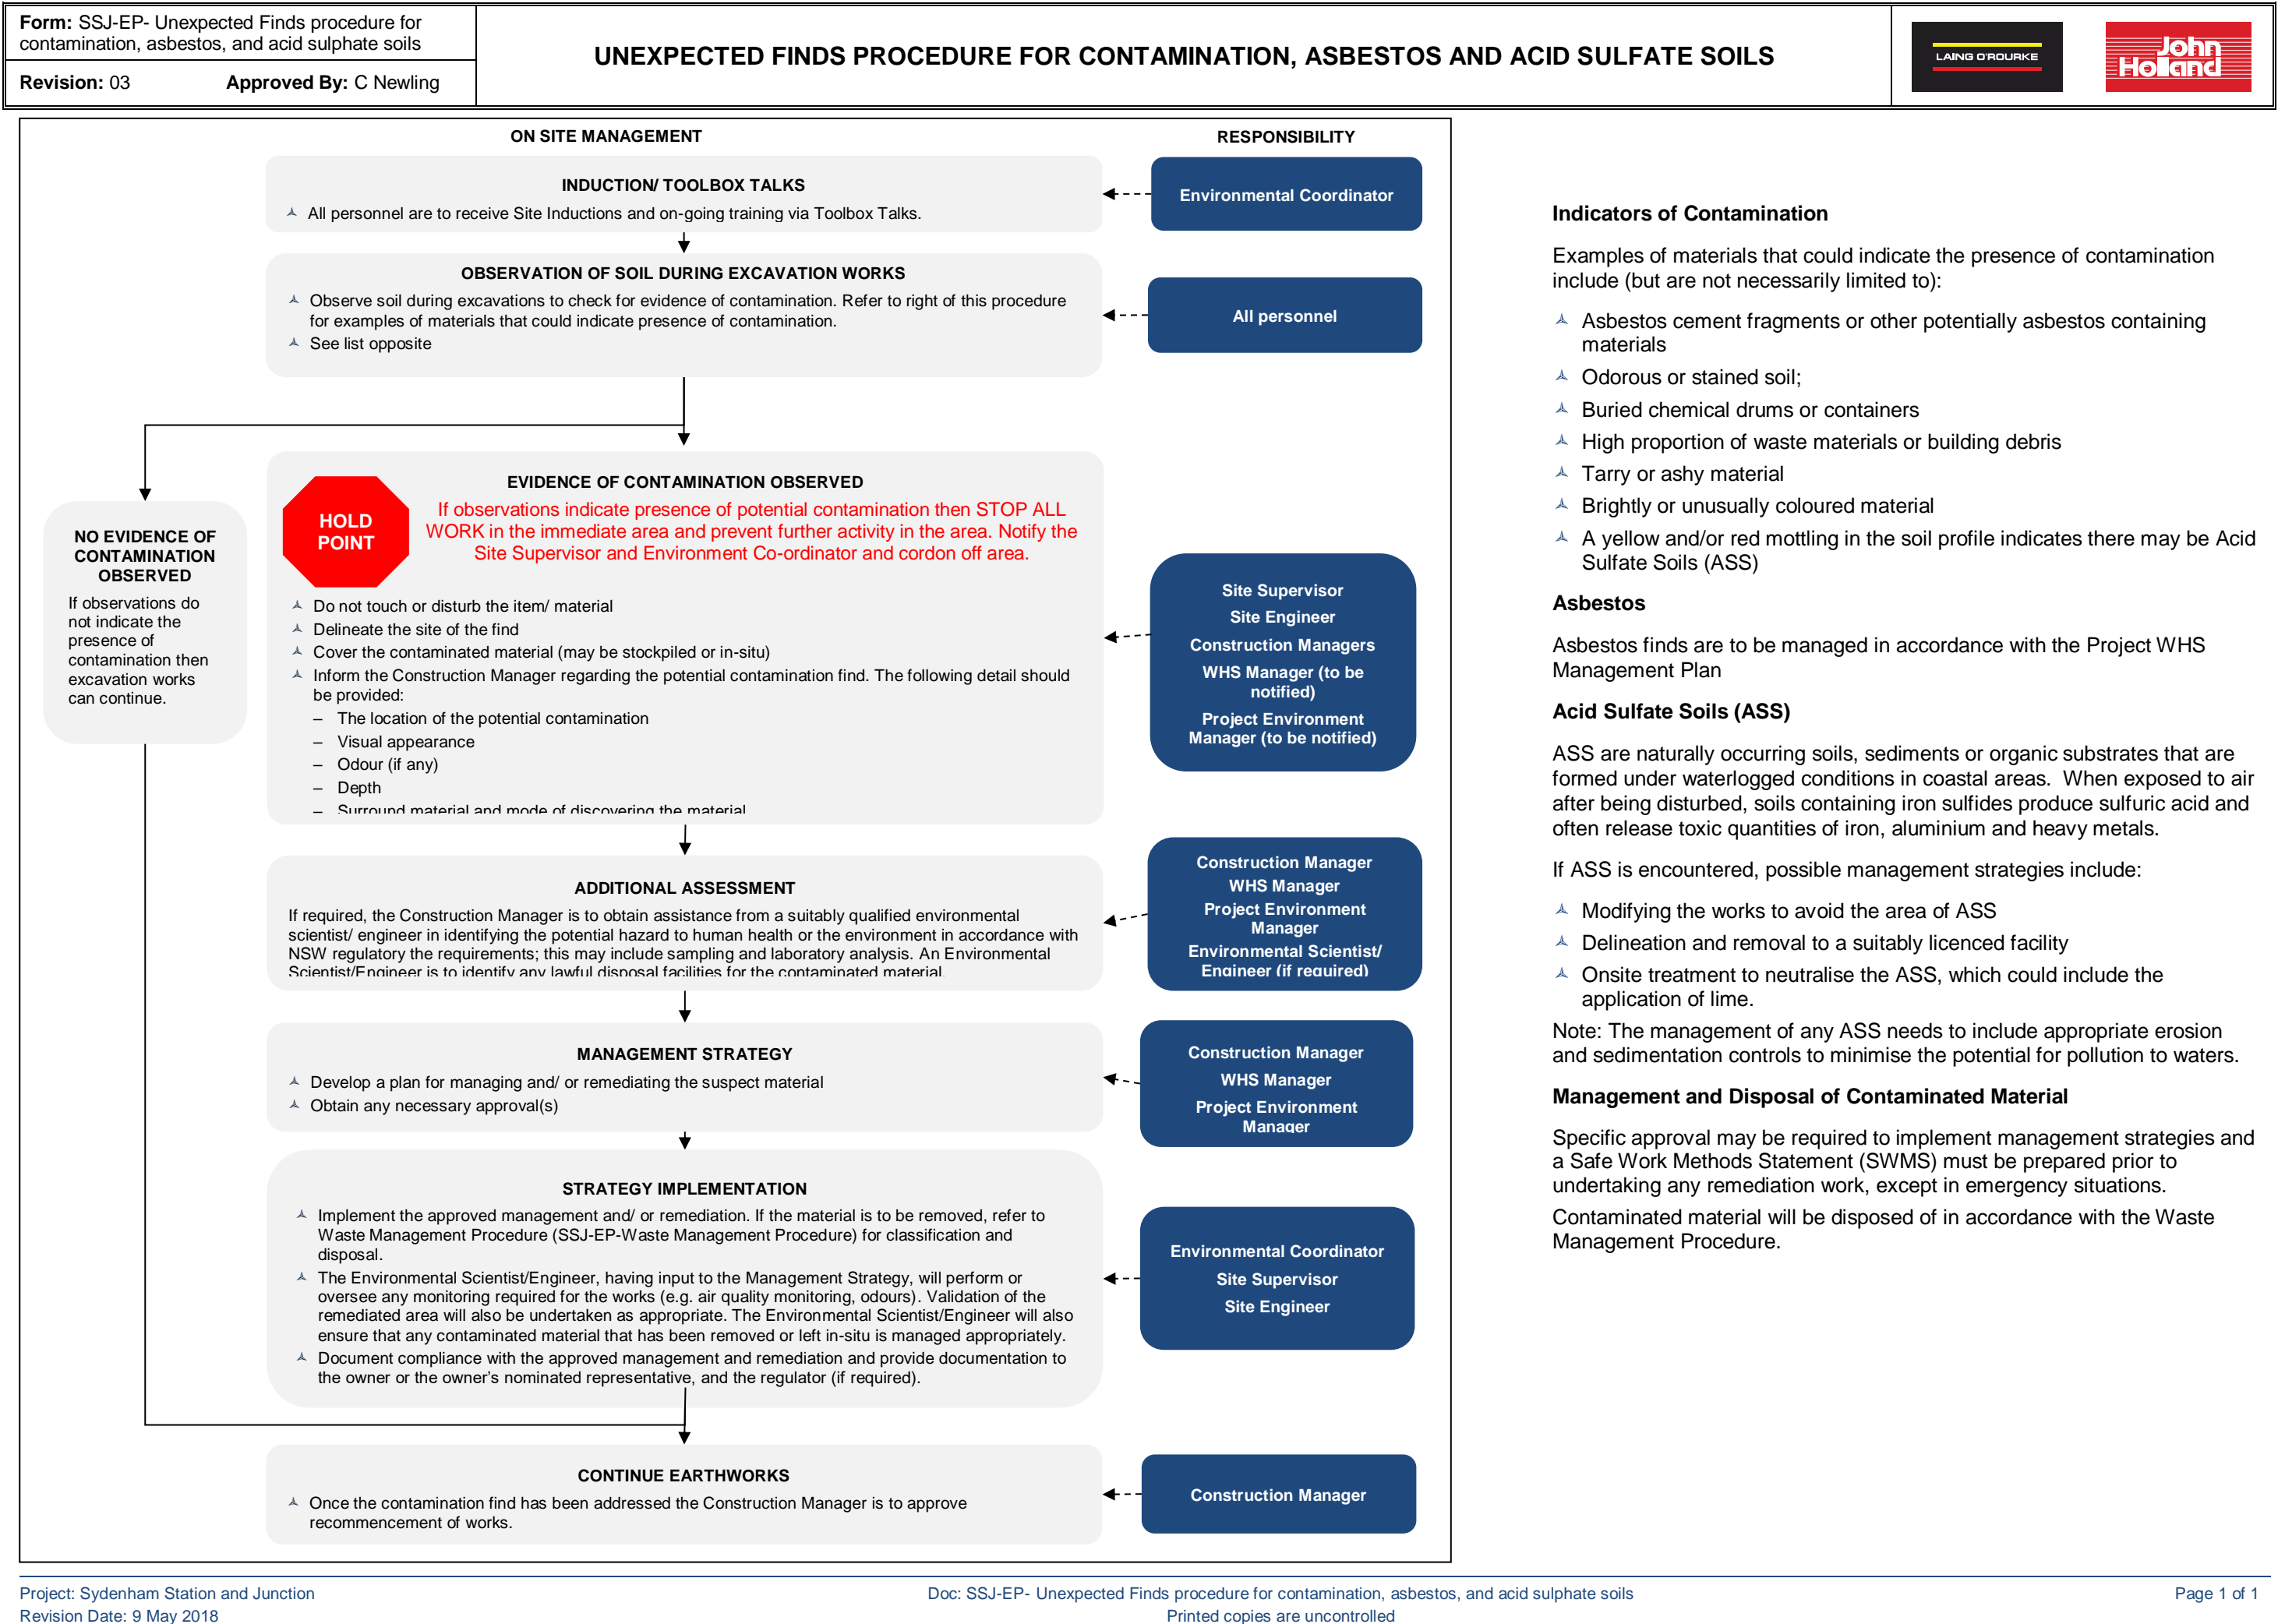 Form: SSJ-EP- Unexpected Finds procedure for
contamination, asbestos, and acid sulphate soils
Revision: 03 Approved By: C Newling
UNEXPECTED FINDS PROCEDURE FOR CONTAMINATION, ASBESTOS AND ACID SULFATE SOILS
LAING O'ROURKE
John
Holland
ON SITE MANAGEMENT
RESPONSIBILITY
INDUCTION/ TOOLBOX TALKS
All personnel are to receive Site Inductions and on-going training via Toolbox Talks.
Environmental Coordinator
OBSERVATION OF SOIL DURING EXCAVATION WORKS
Observe soil during excavations to check for evidence of contamination. Refer to right of this procedure
for examples of materials that could indicate presence of contamination.
See list opposite
All personnel
NO EVIDENCE OF
CONTAMINATION
OBSERVED
If observations do
not indicate the
presence of
contamination then
excavation works
can continue.
HOLD
POINT
EVIDENCE OF CONTAMINATION OBSERVED
If observations indicate presence of potential contamination then STOP ALL
WORK in the immediate area and prevent further activity in the area. Notify the
Site Supervisor and Environment Co-ordinator and cordon off area.
Do not touch or disturb the item/ material
Delineate the site of the find
Cover the contaminated material (may be stockpiled or in-situ)
Inform the Construction Manager regarding the potential contamination find. The following detail should
be provided:
– The location of the potential contamination
– Visual appearance
– Odour (if any)
– Depth
– Surround material and mode of discovering the material
Site Supervisor
Site Engineer
Construction Managers
WHS Manager (to be
notified)
Project Environment
Manager (to be notified)
ADDITIONAL ASSESSMENT
If required, the Construction Manager is to obtain assistance from a suitably qualified environmental
scientist/ engineer in identifying the potential hazard to human health or the environment in accordance with
NSW regulatory the requirements; this may include sampling and laboratory analysis. An Environmental
Scientist/Engineer is to identify any lawful disposal facilities for the contaminated material.
Construction Manager
WHS Manager
Project Environment
Manager
Environmental Scientist/
Engineer (if required)
MANAGEMENT STRATEGY
Develop a plan for managing and/ or remediating the suspect material
Obtain any necessary approval(s)
Construction Manager
WHS Manager
Project Environment
Manager
STRATEGY IMPLEMENTATION
Implement the approved management and/ or remediation. If the material is to be removed, refer to
Waste Management Procedure (SSJ-EP-Waste Management Procedure) for classification and
disposal.
The Environmental Scientist/Engineer, having input to the Management Strategy, will perform or
oversee any monitoring required for the works (e.g. air quality monitoring, odours). Validation of the
remediated area will also be undertaken as appropriate. The Environmental Scientist/Engineer will also
ensure that any contaminated material that has been removed or left in-situ is managed appropriately.
Document compliance with the approved management and remediation and provide documentation to
the owner or the owner's nominated representative, and the regulator (if required).
Environmental Coordinator
Site Supervisor
Site Engineer
CONTINUE EARTHWORKS
Once the contamination find has been addressed the Construction Manager is to approve
recommencement of works.
Construction Manager
Indicators of Contamination
Examples of materials that could indicate the presence of contamination
include (but are not necessarily limited to):
Asbestos cement fragments or other potentially asbestos containing
materials
Odorous or stained soil;
Buried chemical drums or containers
High proportion of waste materials or building debris
Tarry or ashy material
Brightly or unusually coloured material
A yellow and/or red mottling in the soil profile indicates there may be Acid
Sulfate Soils (ASS)
Asbestos
Asbestos finds are to be managed in accordance with the Project WHS
Management Plan
Acid Sulfate Soils (ASS)
ASS are naturally occurring soils, sediments or organic substrates that are
formed under waterlogged conditions in coastal areas. When exposed to air
after being disturbed, soils containing iron sulfides produce sulfuric acid and
often release toxic quantities of iron, aluminium and heavy metals.
If ASS is encountered, possible management strategies include:
Modifying the works to avoid the area of ASS
Delineation and removal to a suitably licenced facility
Onsite treatment to neutralise the ASS, which could include the
application of lime.
Note: The management of any ASS needs to include appropriate erosion
and sedimentation controls to minimise the potential for pollution to waters.
Management and Disposal of Contaminated Material
Specific approval may be required to implement management strategies and
a Safe Work Methods Statement (SWMS) must be prepared prior to
undertaking any remediation work, except in emergency situations.
Contaminated material will be disposed of in accordance with the Waste
Management Procedure.
Project: Sydenham Station and Junction
Revision Date: 9 May 2018
Doc: SSJ-EP- Unexpected Finds procedure for contamination, asbestos, and acid sulphate soils
Printed copies are uncontrolled
Page 1 of 1